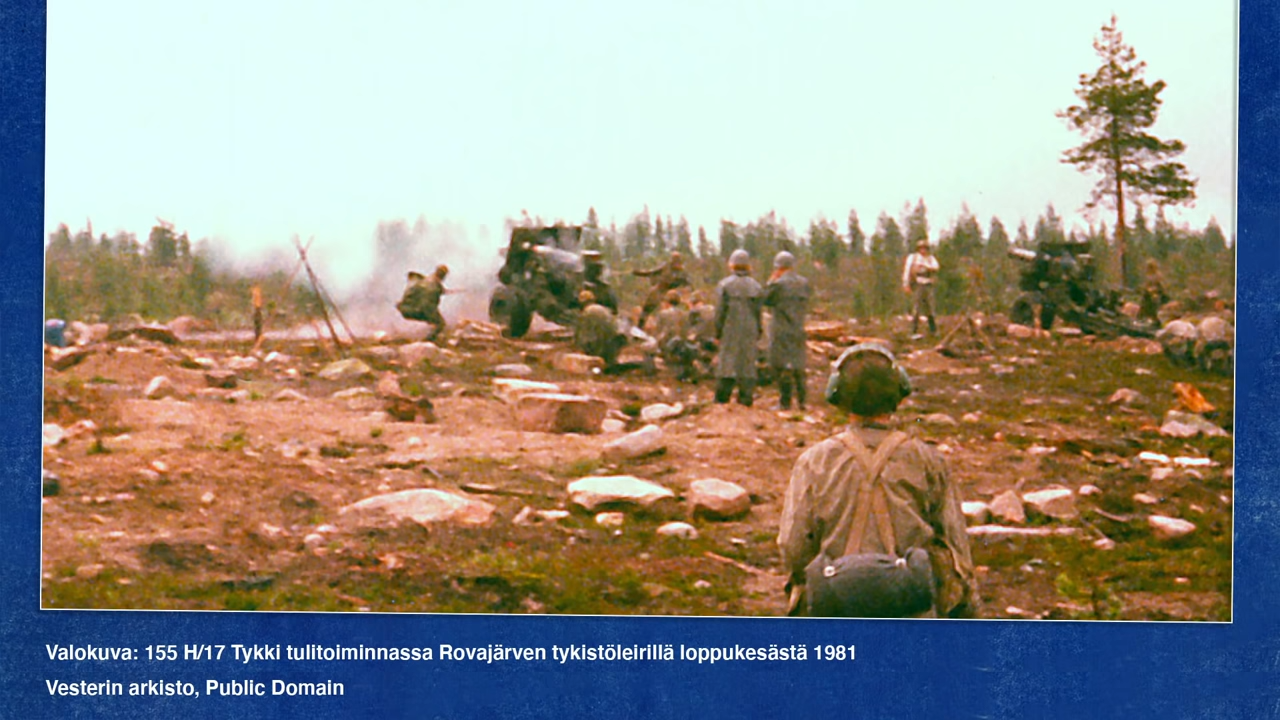 Valokuva: 155 H/17 Tykki tulitoiminnassa Rovajärven tykistöleirillä loppukesästä 1981
Vesterin arkisto, Public Domain